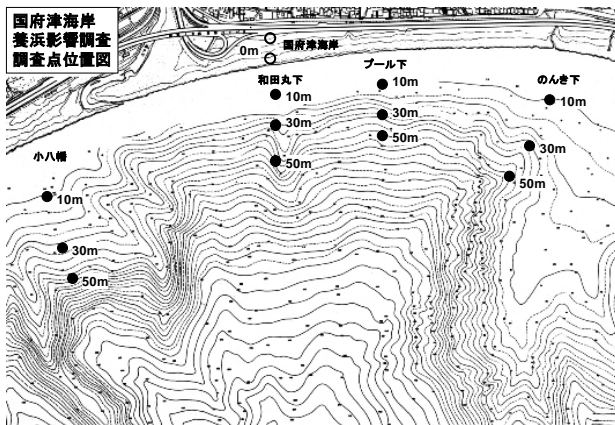 国府津海岸
養浜影響調査
調査点位置図
0m
国府津海岸
和田丸下
プール下
のんき下
10m
10m
10m
30m
30m
30m
50m
50m
50m
小八幡
10m
30m
50m